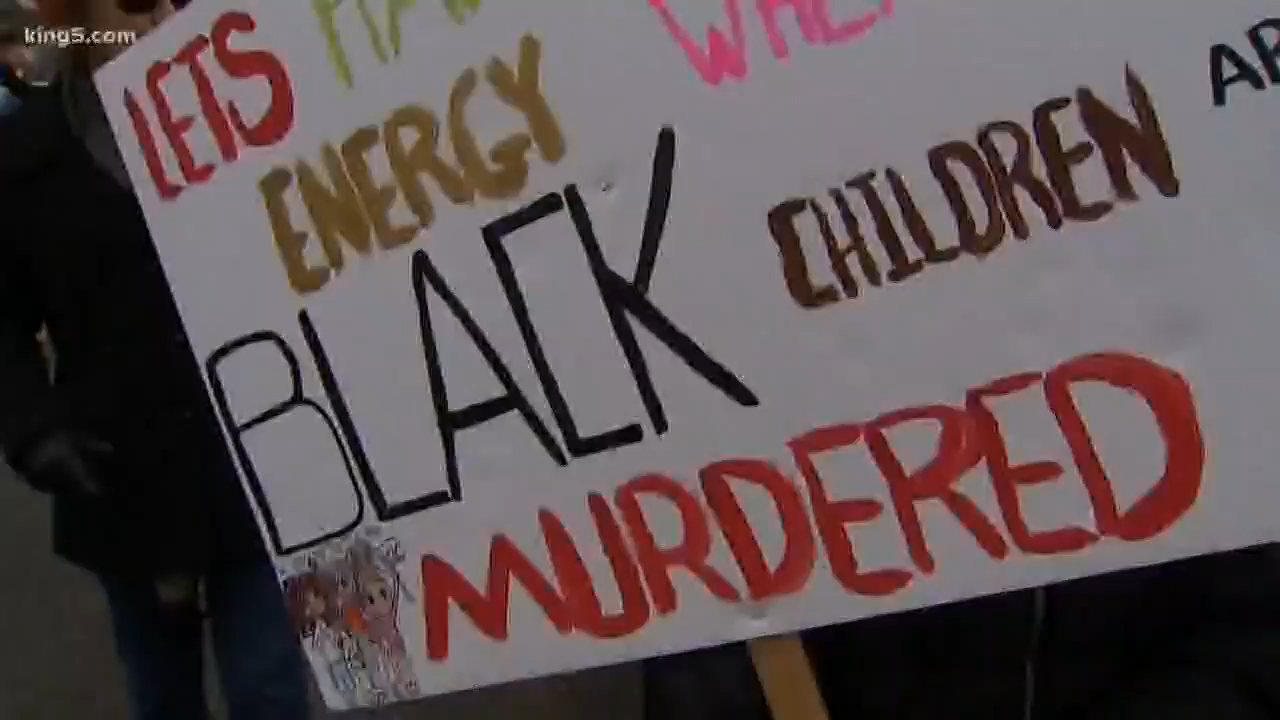 king5.com
LETS
ENERGY
BLACK CHILDREN
MURDERED